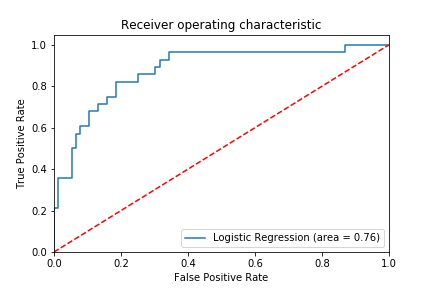 Receiver operating characteristic
True Positive Rate
1.0
0.8
0.6
0.4
0.2
0.0
Logistic Regression (area = 0.76)
0.0 0.2 0.4 0.6 0.8 1.0
False Positive Rate